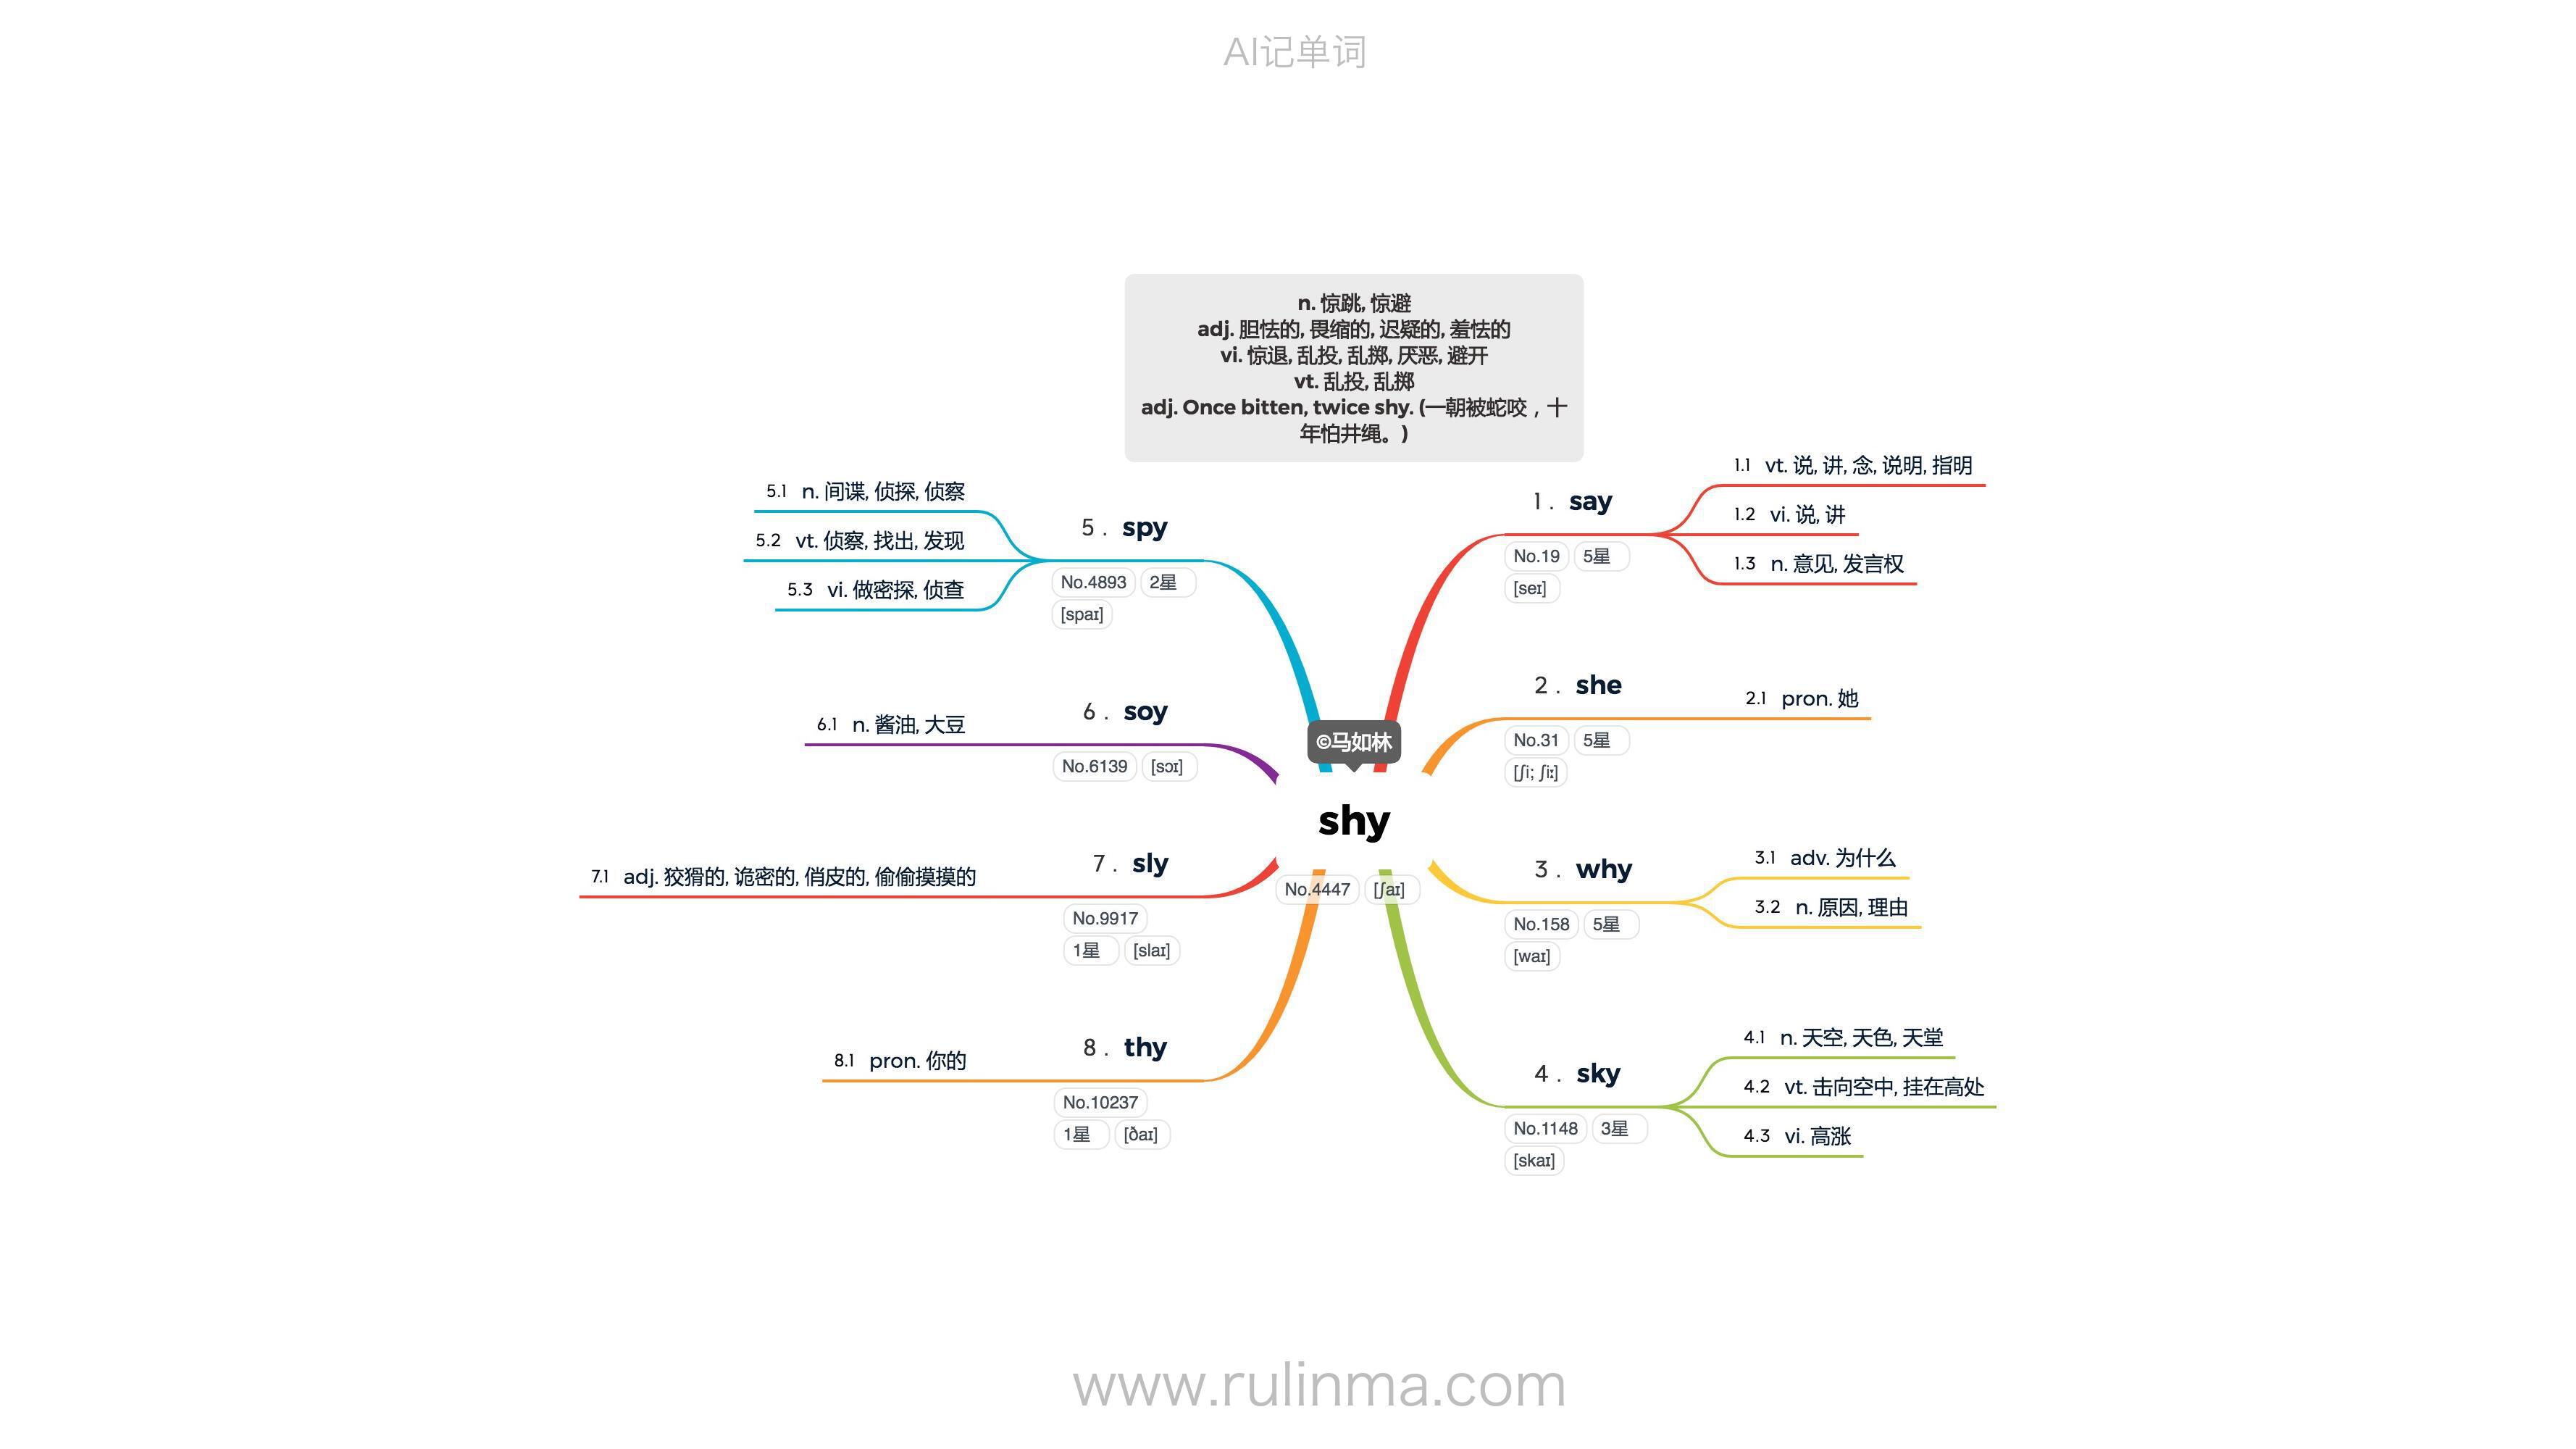 AI记单词
n. 惊跳, 惊避
adj. 胆怯的, 畏缩的, 迟疑的, 羞怯的
vi. 惊退, 乱投, 乱掷, 厌恶, 避开
vt. 乱投, 乱掷
adj. Once bitten, twice shy. (一朝被蛇咬，十
年怕井绳。)
©马如林
shy
No.4447 [ʃaɪ]
1 . say
No.19 5星
[seɪ]
1.1 vt. 说, 讲, 念, 说明, 指明
1.2 vi. 说, 讲
1.3 n. 意见, 发言权
2 . she
No.31 5星
[ʃi; ʃiː]
2.1 pron. 她
3 . why
No.158 5星
[waɪ]
3.1 adv. 为什么
3.2 n. 原因, 理由
4 . sky
No.1148 3星
[skaɪ]
4.1 n. 天空, 天色, 天堂
4.2 vt. 击向空中, 挂在高处
4.3 vi. 高涨
5 . spy
No.4893 2星
[spaɪ]
5.1 n. 间谍, 侦探, 侦察
5.2 vt. 侦察, 找出, 发现
5.3 vi. 做密探, 侦查
6 . soy
No.6139 [sɔɪ]
6.1 n. 酱油, 大豆
7 . sly
No.9917
1星 [slaɪ]
7.1 adj. 狡猾的, 诡密的, 俏皮的, 偷偷摸摸的
8 . thy
No.10237
1星 [ðaɪ]
8.1 pron. 你的
www.rulinma.com